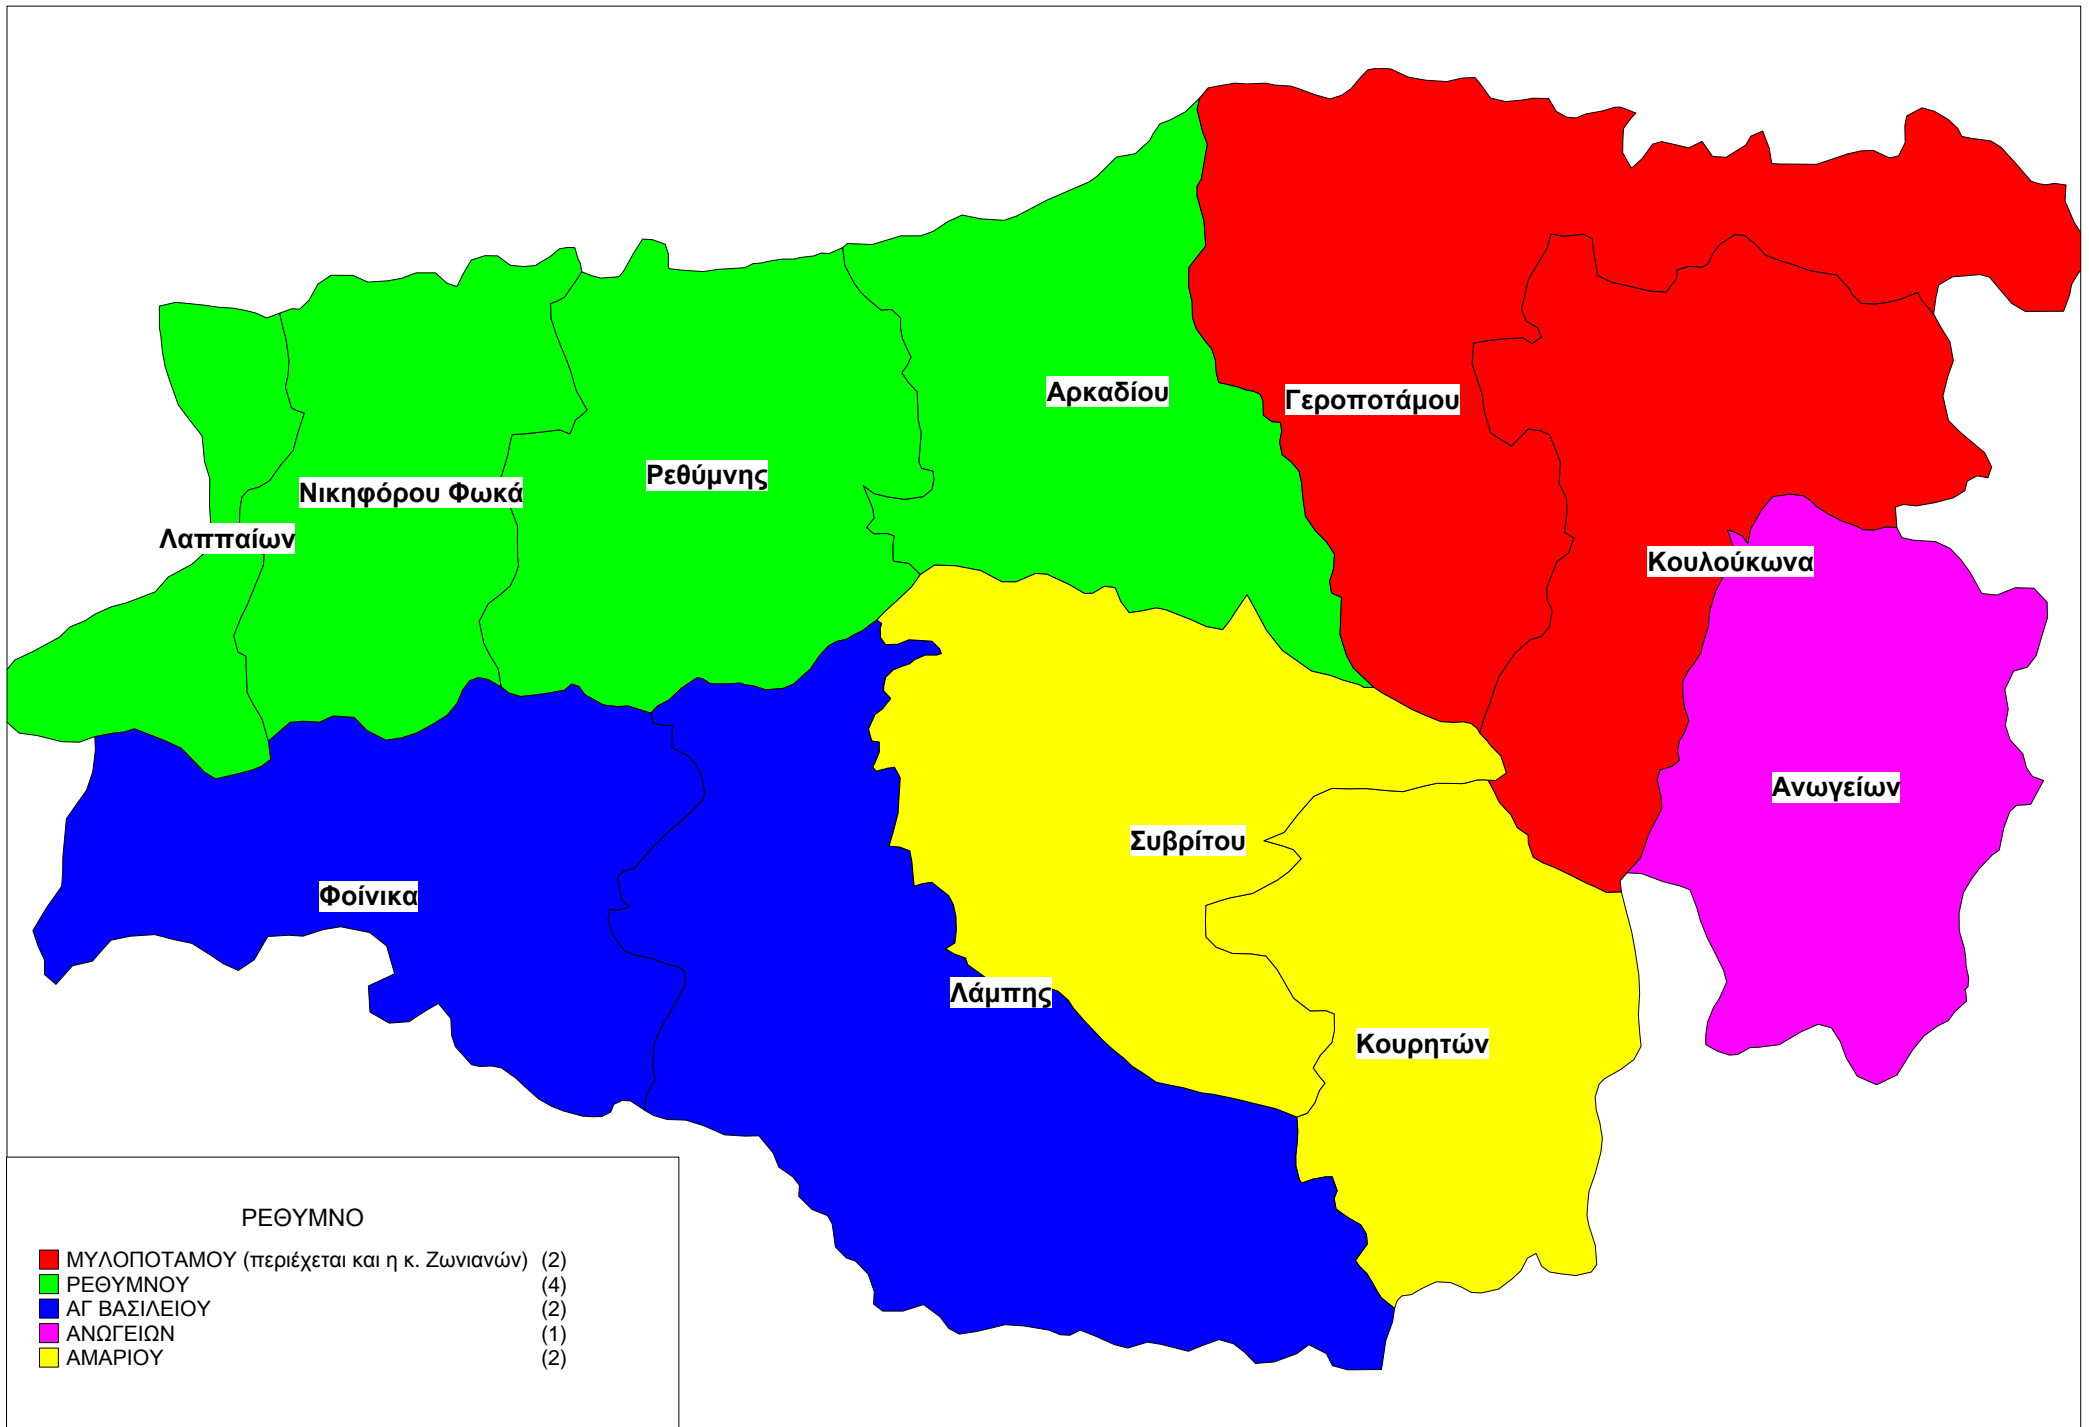 Αρκαδίου
Γεροποτάμου
Ρεθύμνης
Νικηφόρου Φωκά
Λαππαίων
Κουλούκωνα
Ανωγείων
Συβρίτου
Φοίνικα
Λάμπης
Κουρητών
ΡΕΘΥΜΝΟ
ΜΥΛΟΠΟΤΑΜΟΥ (περιέχεται και η κ. Ζωνιανών) (2)
ΡΕΘΥΜΝΟΥ (4)
ΑΓ ΒΑΣΙΛΕΙΟΥ (2)
ΑΝΩΓΕΙΩΝ (1)
ΑΜΑΡΙΟΥ (2)